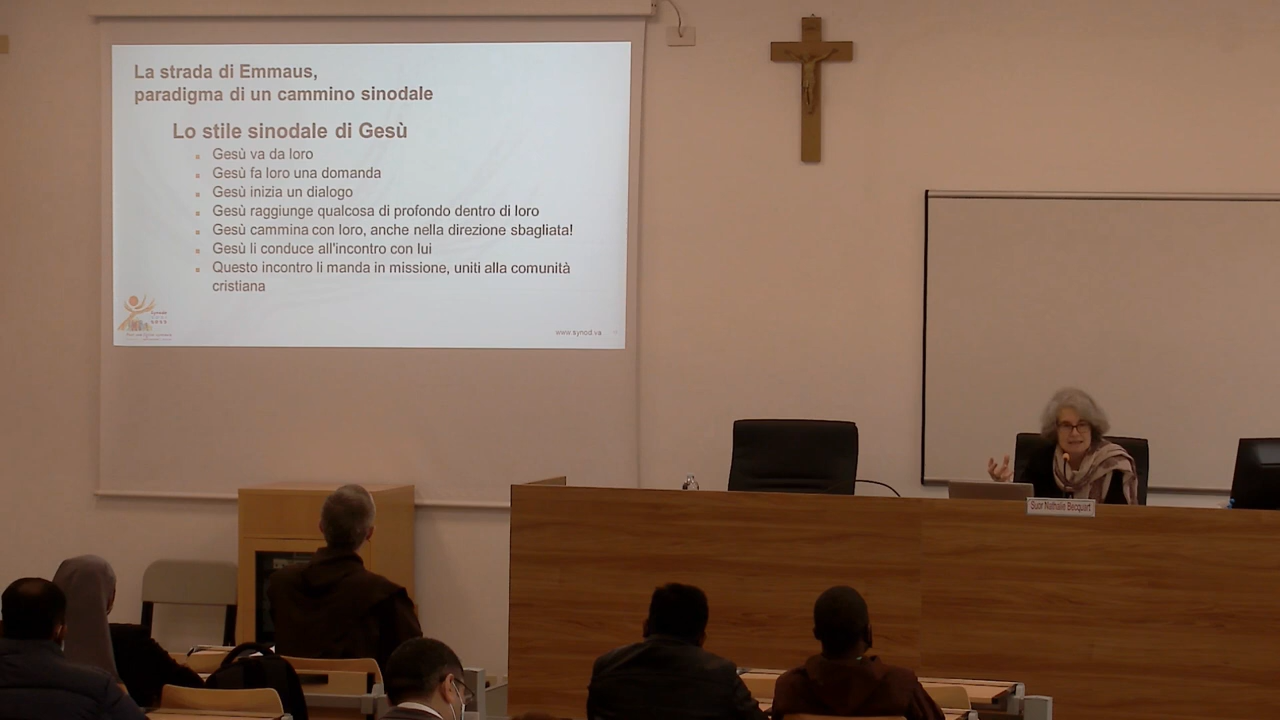 La strada di Emmaus,
paradigma di un cammino sinodale
Lo stile sinodale di Gesù
Gesù va da loro
Gesù fa loro una domanda
Gesù inizia un dialogo
Gesù raggiunge qualcosa di profondo dentro di loro
Gesù cammina con loro, anche nella direzione sbagliata!
Gesù li conduce all'incontro con lui
Questo incontro li manda in missione, uniti alla comunità
cristiana
www.synod.va
Suor Nathalie Becquart